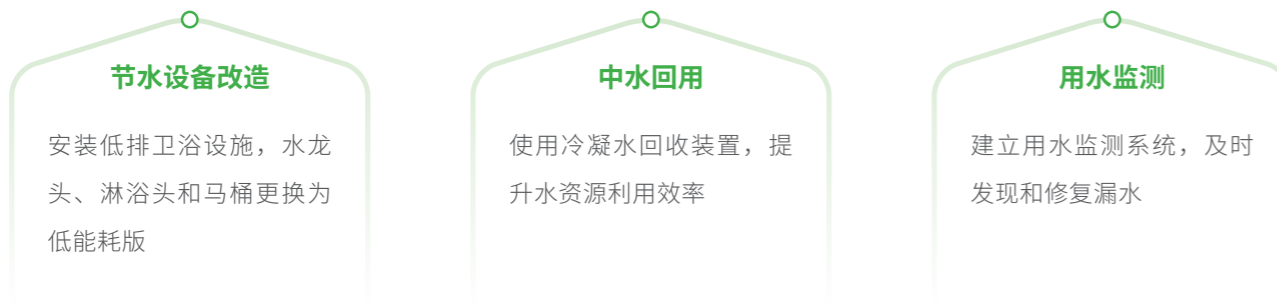 节水设备改造
安装低排卫浴设施，水龙
头、淋浴头和马桶更换为
低能耗版
中水回用
使用冷凝水回收装置，提
升水资源利用效率
用水监测
建立用水监测系统，及时
发现和修复漏水